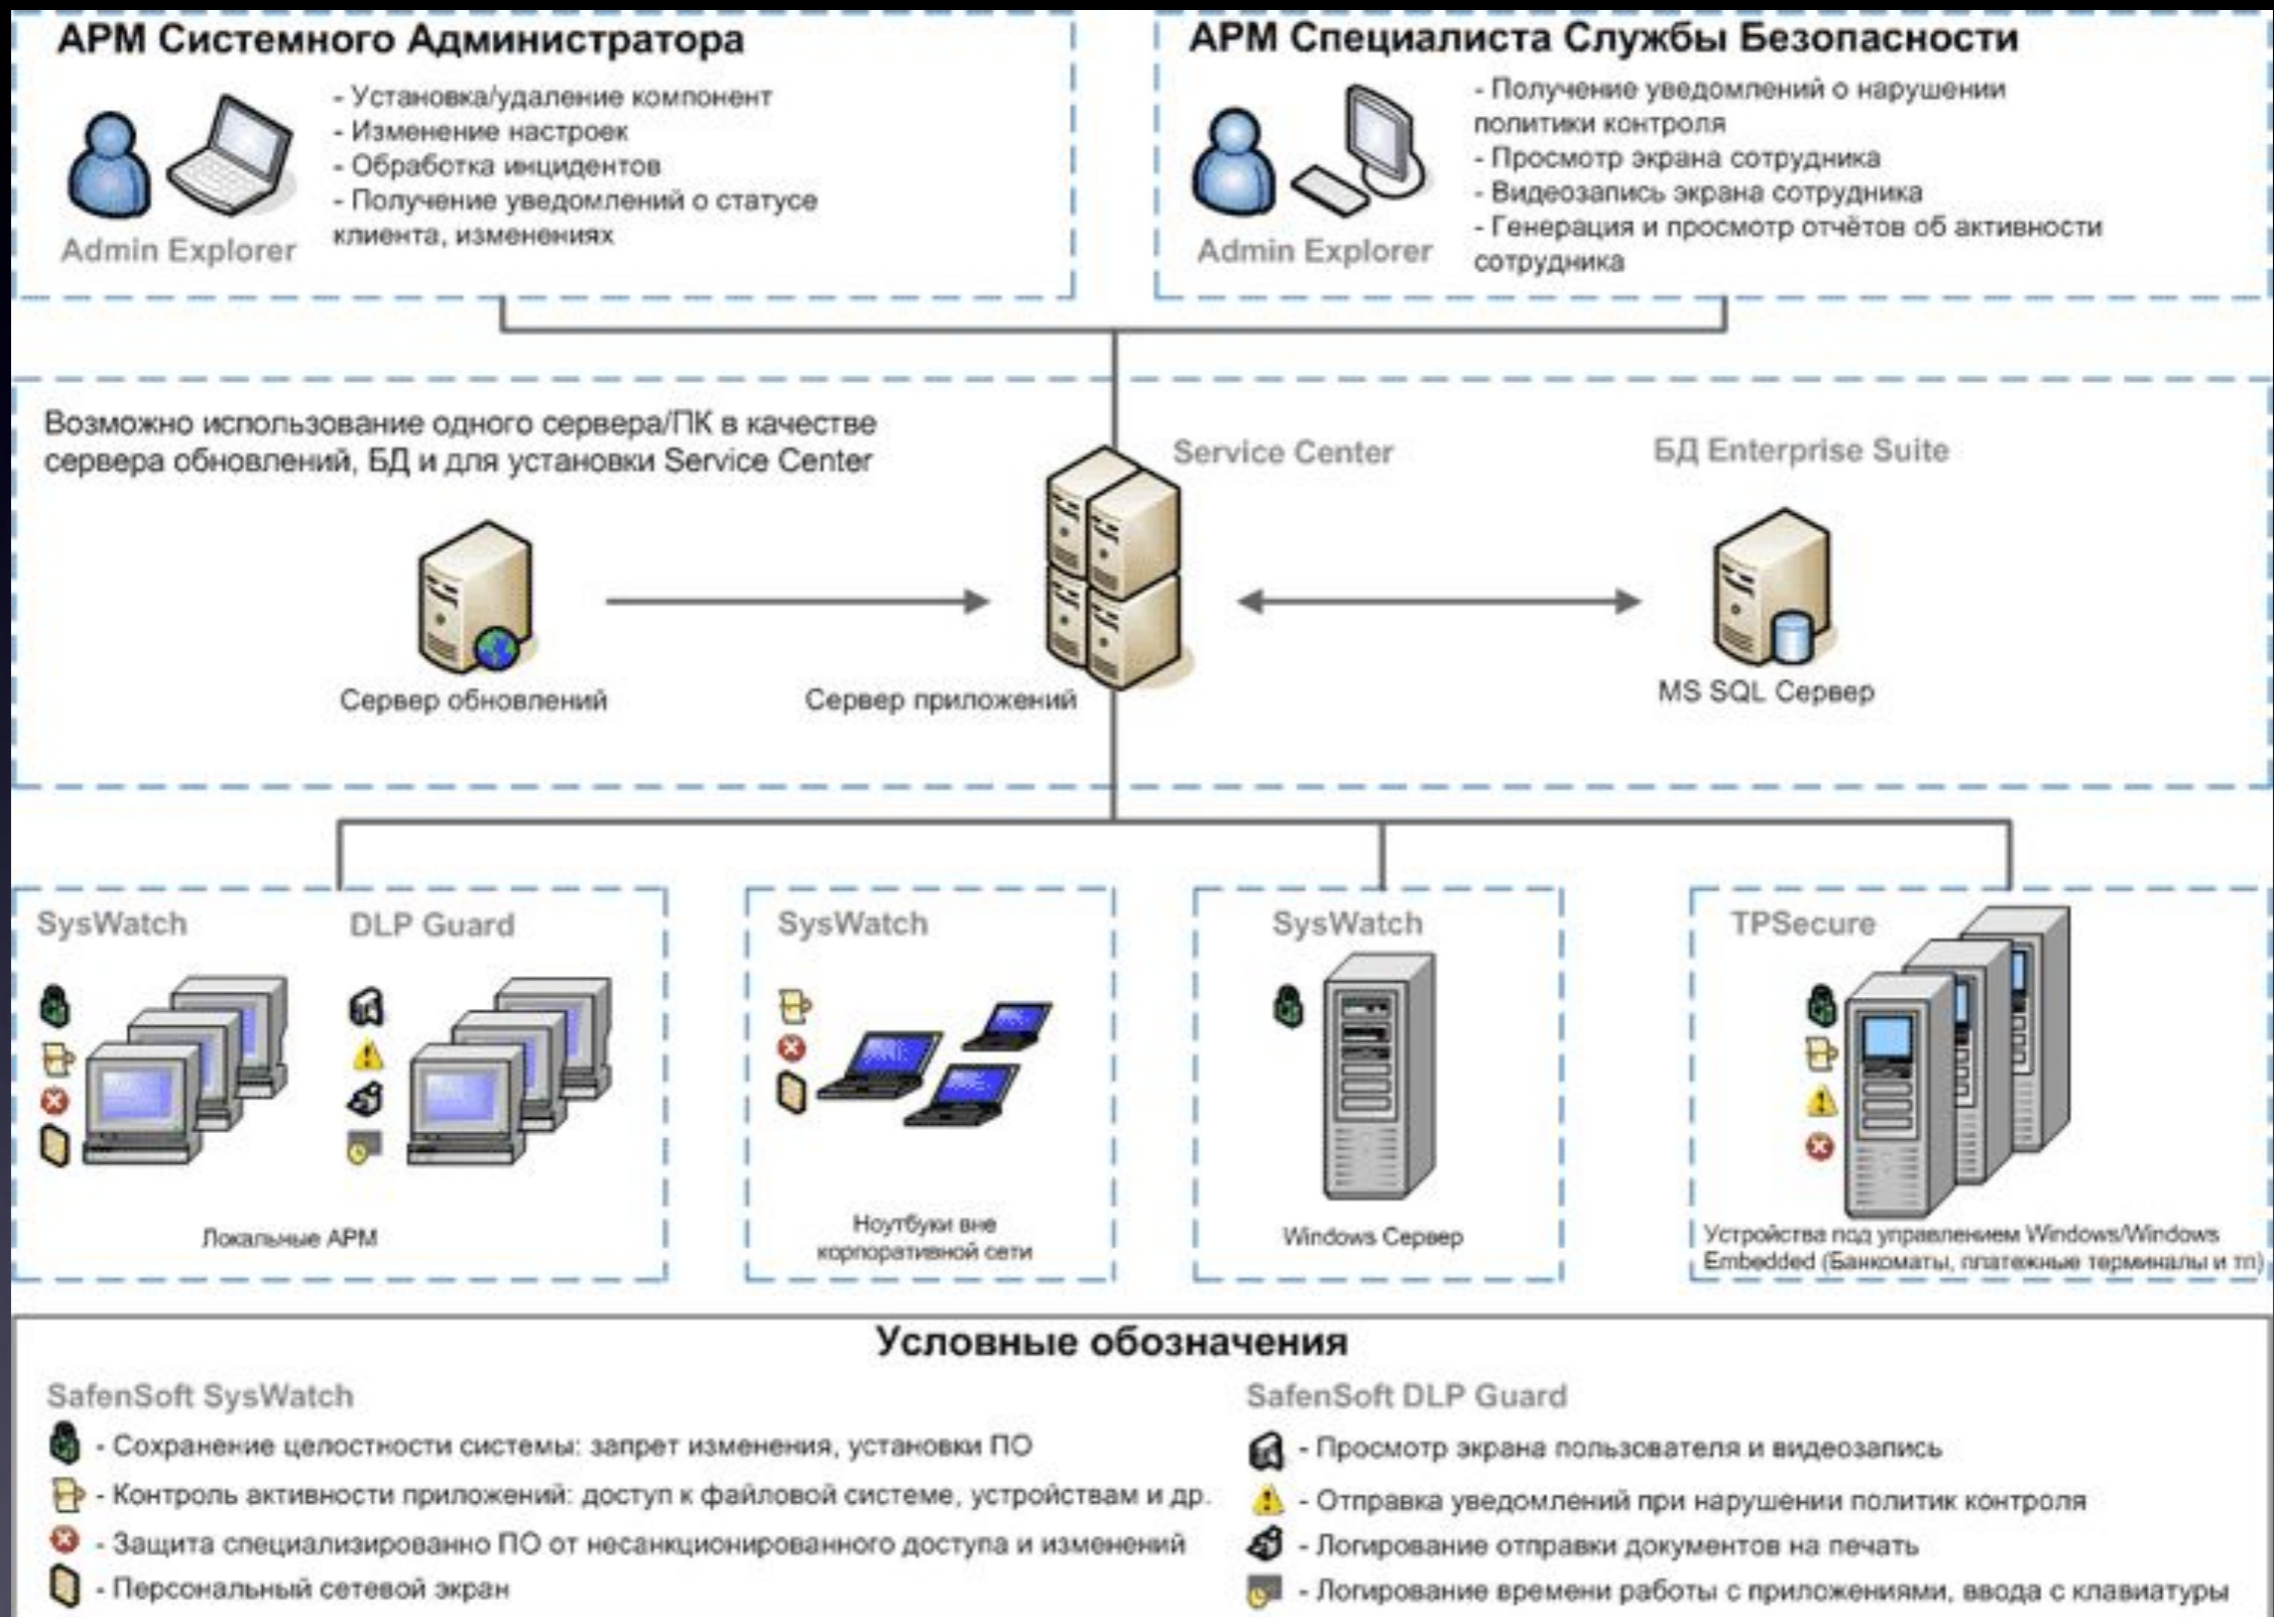 АРМ Системного Администратора
- Установка/удаление компонент
- Изменение настроек
- Обработка инцидентов
- Получение уведомлений о статусе
клиента, изменениях
Admin Explorer
АРМ Специалиста Службы Безопасности
- Получение уведомлений о нарушении
политики контроля
- Просмотр экрана сотрудника
- Видеозапись экрана сотрудника
- Генерация и просмотр отчётов об активности
сотрудника
Admin Explorer
Возможно использование одного сервера/ПК в качестве
сервера обновлений, БД и для установки Service Center
Service Center
БД Enterprise Suite
Сервер обновлений
Сервер приложений
MS SQL Сервер
SysWatch
DLP Guard
Локальные АРМ
SysWatch
Ноутбуки вне
корпоративной сети
SysWatch
Windows Сервер
TPSecure
Устройства под управлением Windows/Windows
Embedded (Банкоматы, платежные терминалы и тп)
Условные обозначения
SafenSoft SysWatch
- Сохранение целостности системы: запрет изменения, установки ПО
- Контроль активности приложений: доступ к файловой системе, устройствам и др.
- Защита специализированно ПО от несанкционированного доступа и изменений
- Персональный сетевой экран
SafenSoft DLP Guard
- Просмотр экрана пользователя и видеозапись
- Отправка уведомлений при нарушении политик контроля
- Логирование отправки документов на печать
- Логирование времени работы с приложениями, ввода с клавиатуры